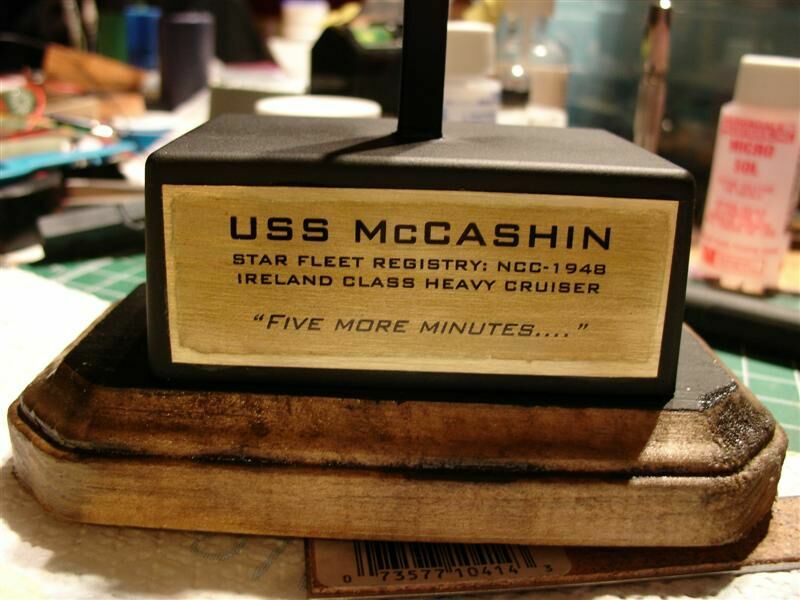 USS McCASHIN
STAR FLEET REGISTRY: NCC-1948
IRELAND CLASS HEAVY CRUISER
"FIVE MORE MINUTES...."
MICRO
SOL
0 73577 10414 3